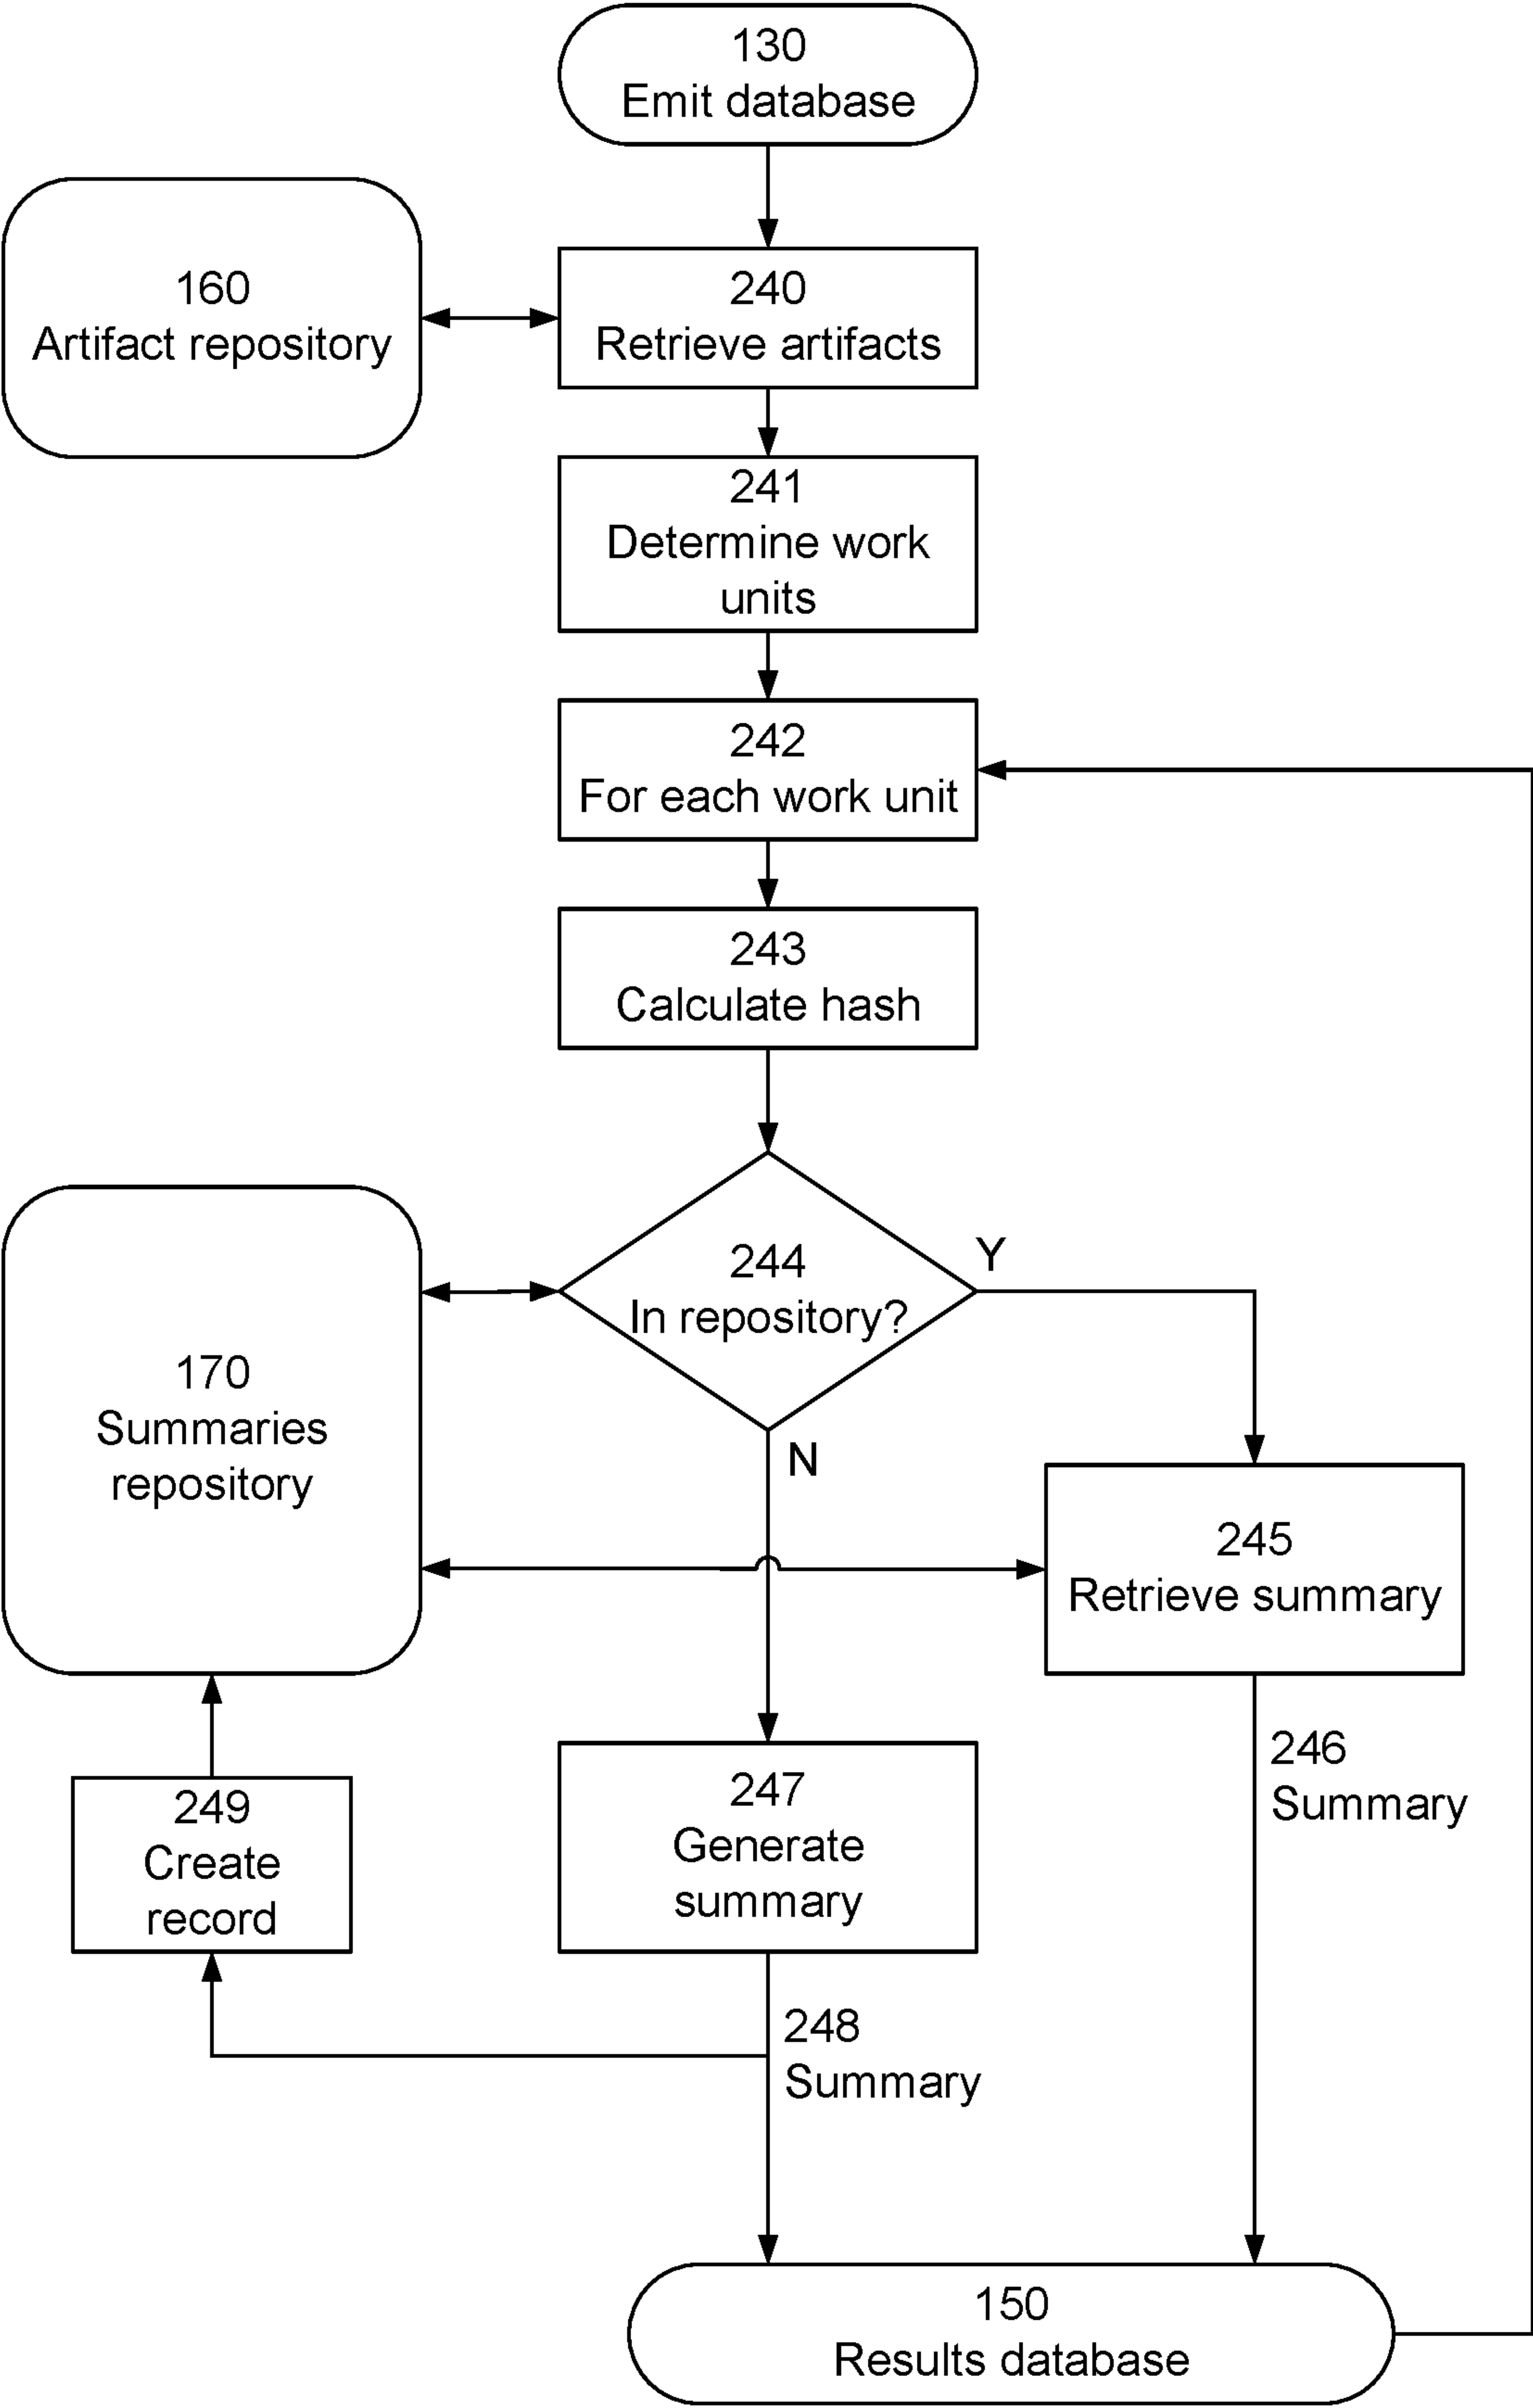 130
Emit database
160
Artifact repository
240
Retrieve artifacts
241
Determine work
units
242
For each work unit
243
Calculate hash
244
In repository?
Y
N
170
Summaries
repository
245
Retrieve summary
246
Summary
247
Generate
summary
249
Create
record
248
Summary
150
Results database